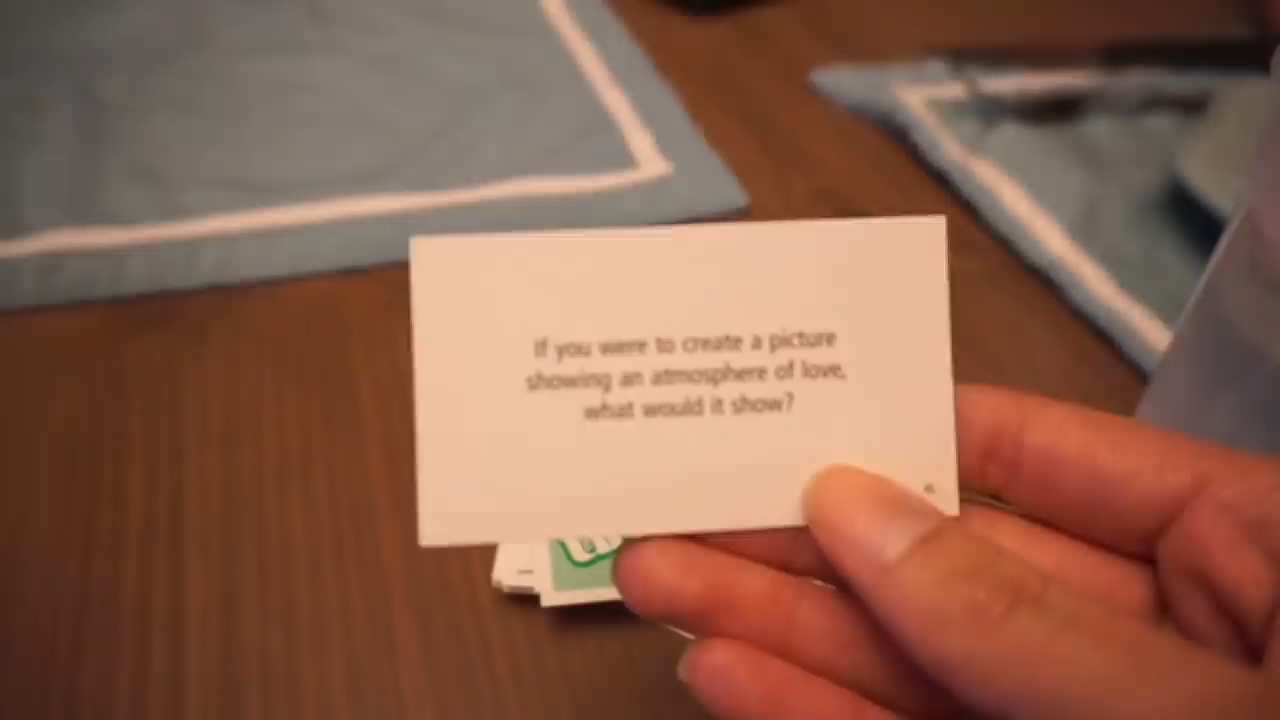 If you were to create a picture
showing an atmosphere of love,
what would it show?